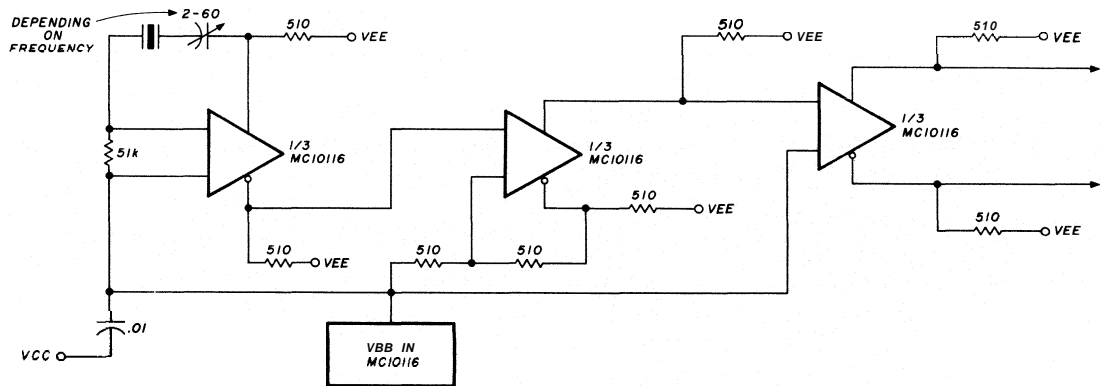 DEPENDING
ON
FREQUENCY
2-60
510
VEE
510
VEE
510
VEE
51k
1/3
MC10116
1/3
MC10116
1/3
MC10116
510
VEE
510
VEE
510
510
510
VEE
.01
VCC
VBB IN
MC10116